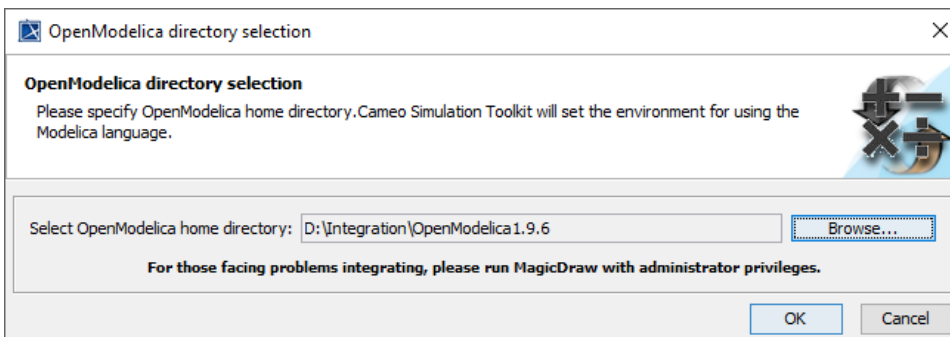 OpenModelica directory selection
OpenModelica directory selection
Please specify OpenModelica home directory.Cameo Simulation Toolkit will set the environment for using the
Modelica language.
Select OpenModelica home directory: D:\Integration\OpenModelica1.9.6 Browse...
For those facing problems integrating, please run MagicDraw with administrator privileges.
OK Cancel